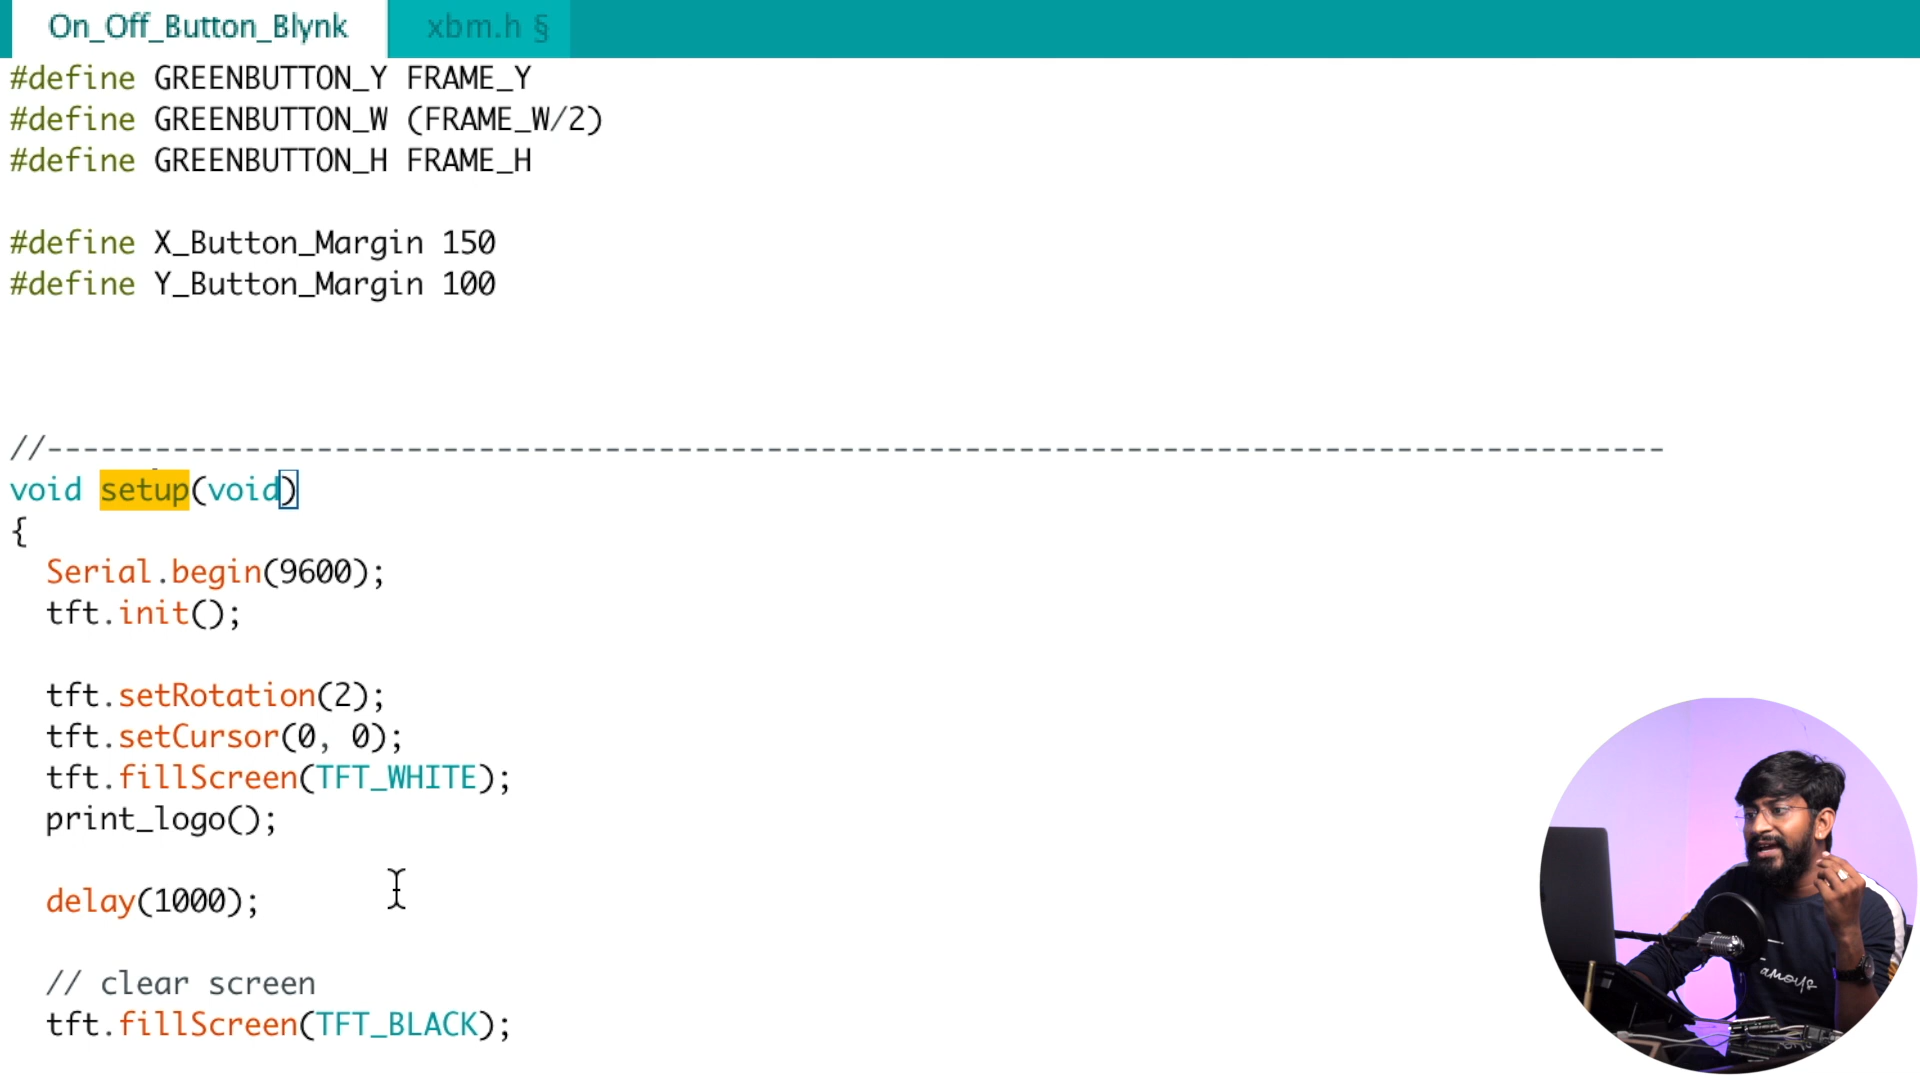 On_Off_Button_Blynk xbm.h §
#define GREENBUTTON_Y FRAME_Y
#define GREENBUTTON_W (FRAME_W/2)
#define GREENBUTTON_H FRAME_H
#define X_Button_Margin 150
#define Y_Button_Margin 100
//------------------------------------------------------------------------------------------
void setup(void)
{
Serial.begin(9600);
tft.init();
tft.setRotation(2);
tft.setCursor(0, 0);
tft.fillScreen(TFT_WHITE);
print_logo();
delay(1000);
// clear screen
tft.fillScreen(TFT_BLACK);